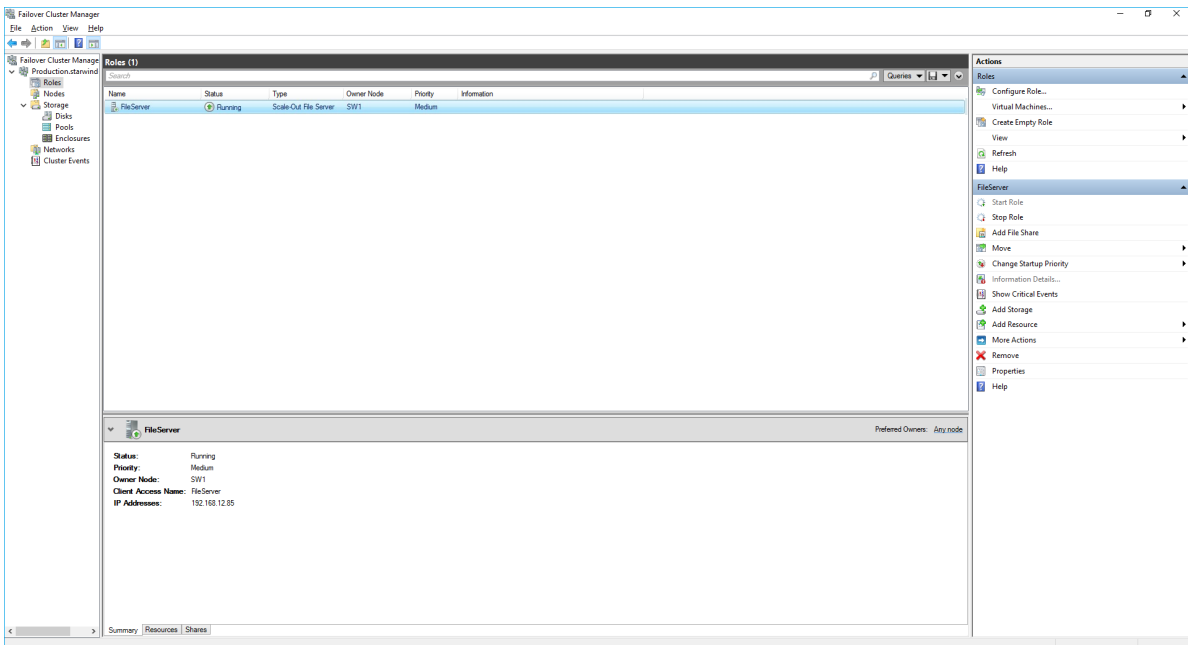 Failover Cluster Manager
File Action View Help
Failover Cluster Manage
Production.starwind
Roles
Nodes
Storage
Disks
Pools
Enclosures
Networks
Cluster Events
Roles (1)
Search
Queries
Name Status Type Owner Node Priority Information
FileServer Running Scale-Out File Server SW1 Medium
FileServer
Preferred Owners: Any node
Status: Running
Priority: Medium
Owner Node: SW1
Client Access Name: FileServer
IP Addresses: 192.168.12.85
Summary Resources Shares
Actions
Roles
Configure Role...
Virtual Machines...
Create Empty Role
View
Refresh
Help
FileServer
Start Role
Stop Role
Add File Share
Move
Change Startup Priority
Information Details...
Show Critical Events
Add Storage
Add Resource
More Actions
Remove
Properties
Help